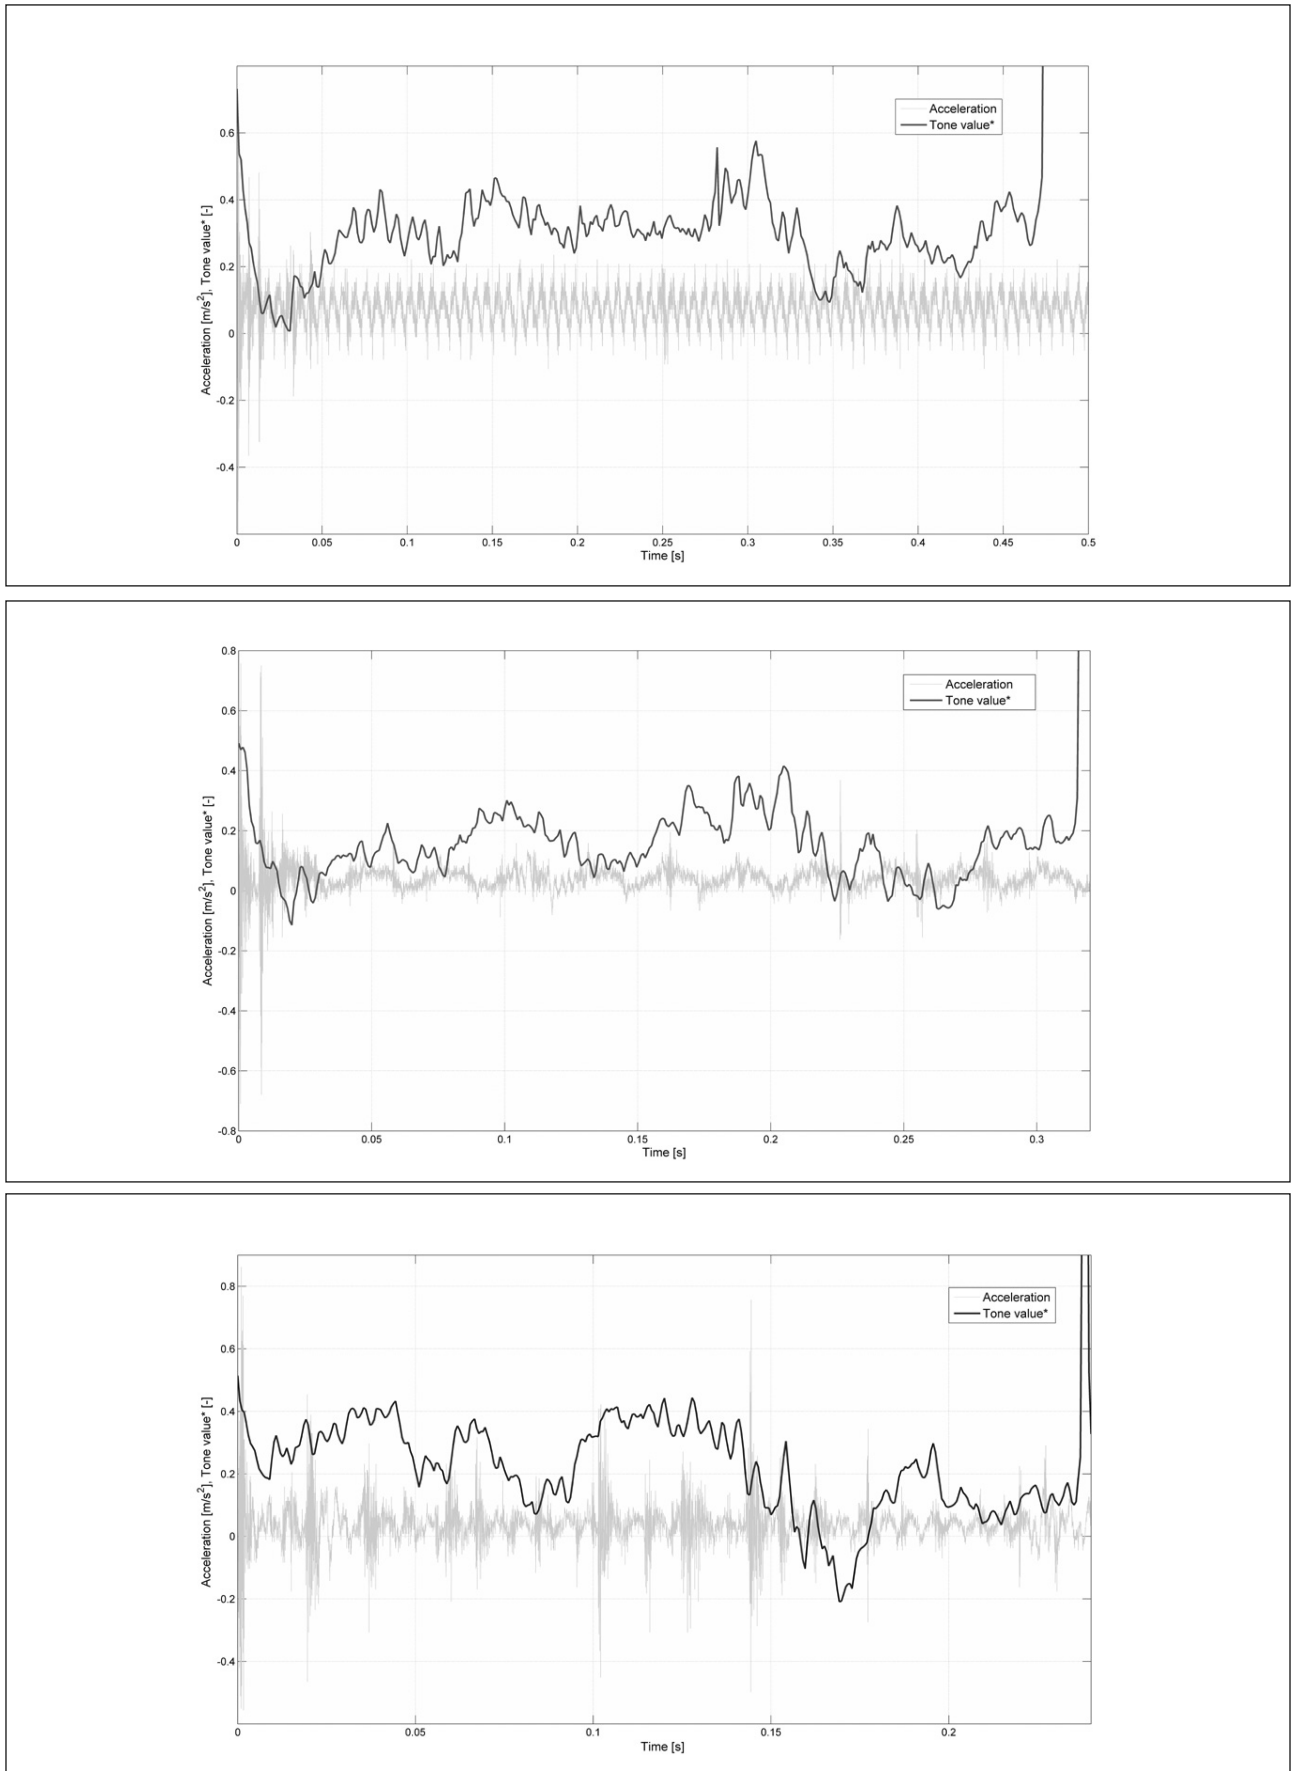 Acceleration
Tone value*
0.6
0.4
0.2
0
-0.2
-0.4
Acceleration [m/s²], Tone value* [-]
0 0.05 0.1 0.15 0.2 0.25 0.3 0.35 0.4 0.45 0.5
Time [s]
0.8
Acceleration
Tone value*
0.6
0.4
0.2
0
-0.2
-0.4
-0.6
-0.8
Acceleration [m/s²], Tone value* [-]
0 0.05 0.1 0.15 0.2 0.25 0.3
Time [s]
0.8
Acceleration
Tone value*
0.6
0.4
0.2
0
-0.2
-0.4
Acceleration [m/s²], Tone value* [-]
0 0.05 0.1 0.15 0.2
Time [s]